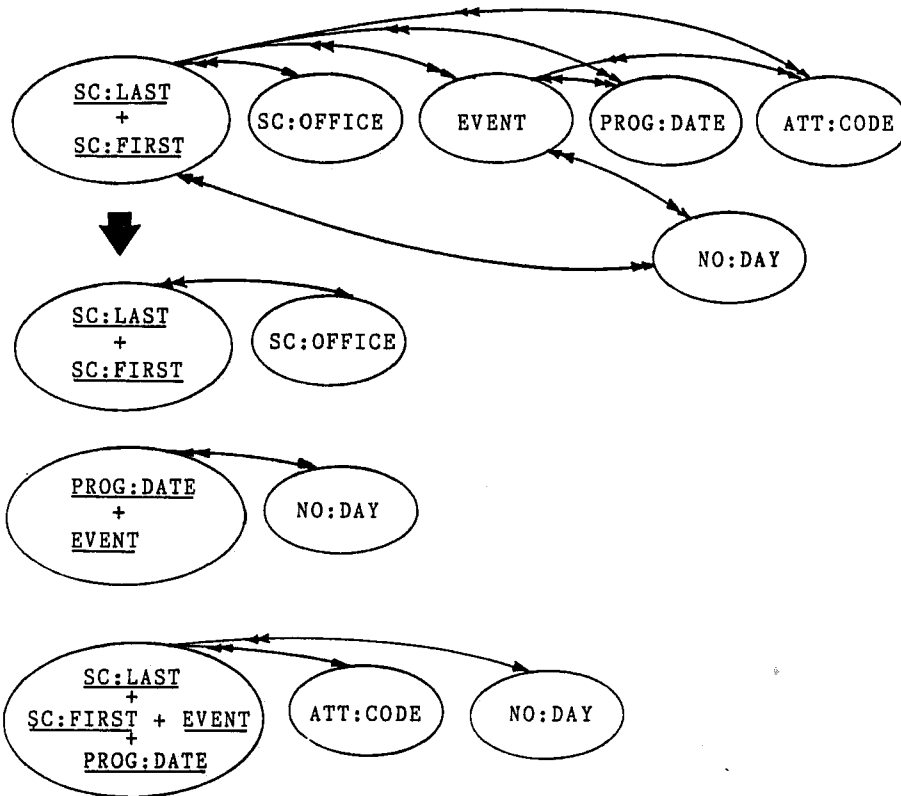 SC:LAST
+
SC:FIRST
SC:OFFICE
EVENT
PROG:DATE
ATT:CODE
NO:DAY
SC:LAST
+
SC:FIRST
SC:OFFICE
PROG:DATE
+
EVENT
NO:DAY
SC:LAST
+
SC:FIRST + EVENT
+
PROG:DATE
ATT:CODE
NO:DAY